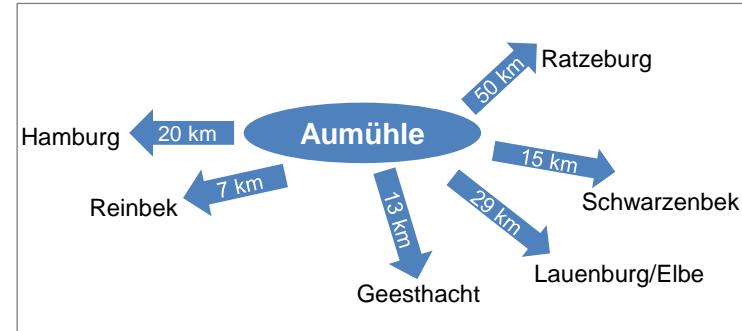 50 km
Ratzeburg
Hamburg
20 km
Aumühle
15 km
7 km
Reinbek
13 km
29 km
Schwarzenbek
Lauenburg/Elbe
Geesthacht